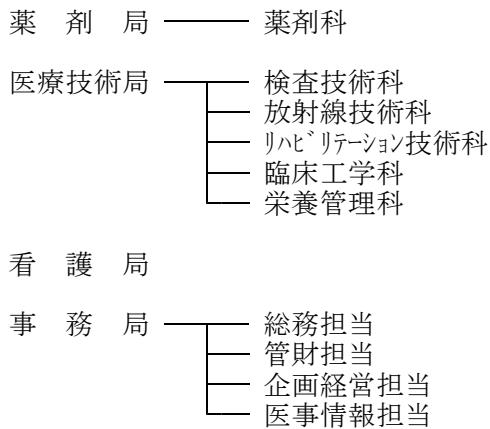 薬剤局 薬剤科
医療技術局 検査技術科
放射線技術科
ﾘﾊﾋﾞﾘﾃｰｼｮﾝ技術科
臨床工学科
栄養管理科
看護局
事務局 総務担当
管財担当
企画経営担当
医事情報担当